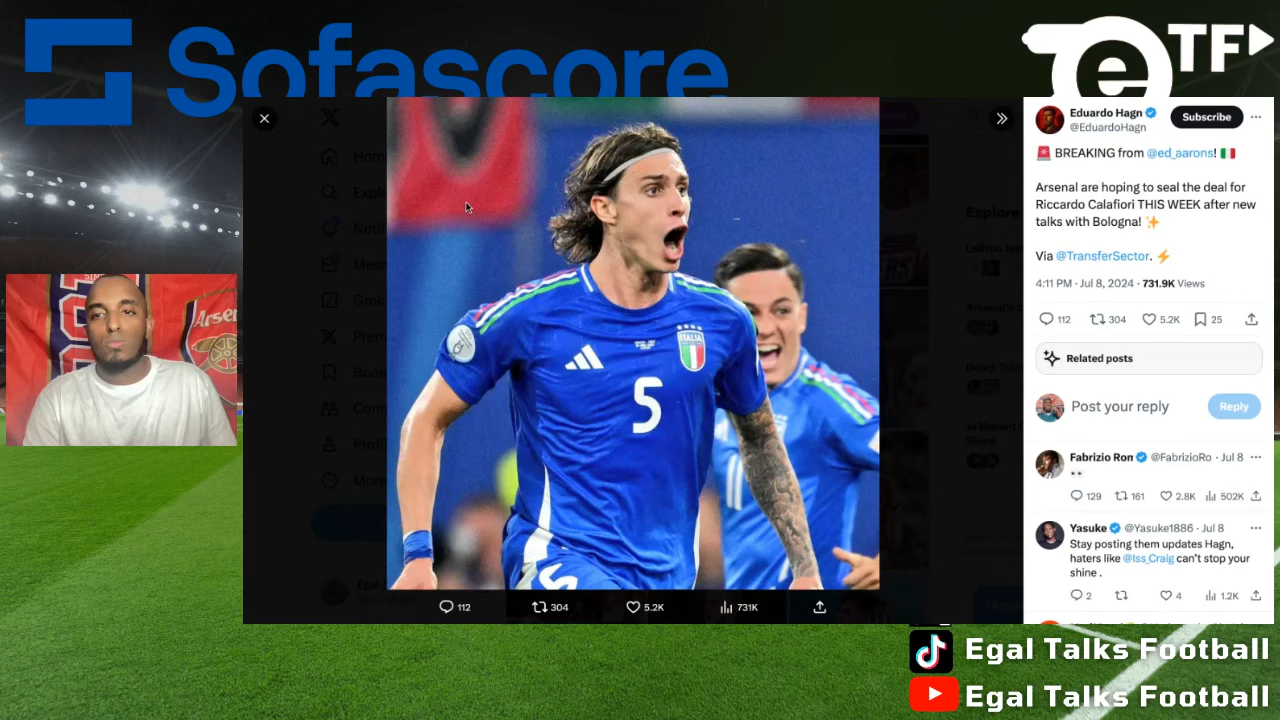 Sofascore
eTF
Eduardo Hagn
@EduardoHagn
Subscribe
BREAKING from @ed_aarons!
Arsenal are hoping to seal the deal for
Riccardo Calafiori THIS WEEK after new
talks with Bologna!
Via @TransferSector.
4:11 PM · Jul 8, 2024 · 731.9K Views
112 304 5.2K 25
Related posts
Post your reply
Reply
Fabrizio Rom @FabrizioRo · Jul 8
129 161 2.8K 502K
Yasuke @Yasuke1886 · Jul 8
Stay posting them updates Hagn,
haters like @Iss_Craig can't stop your
shine .
2 4 1.2K
5
112 304 5.2K 731K
Arsenal
Explore
Egal Talks Football
Egal Talks Football